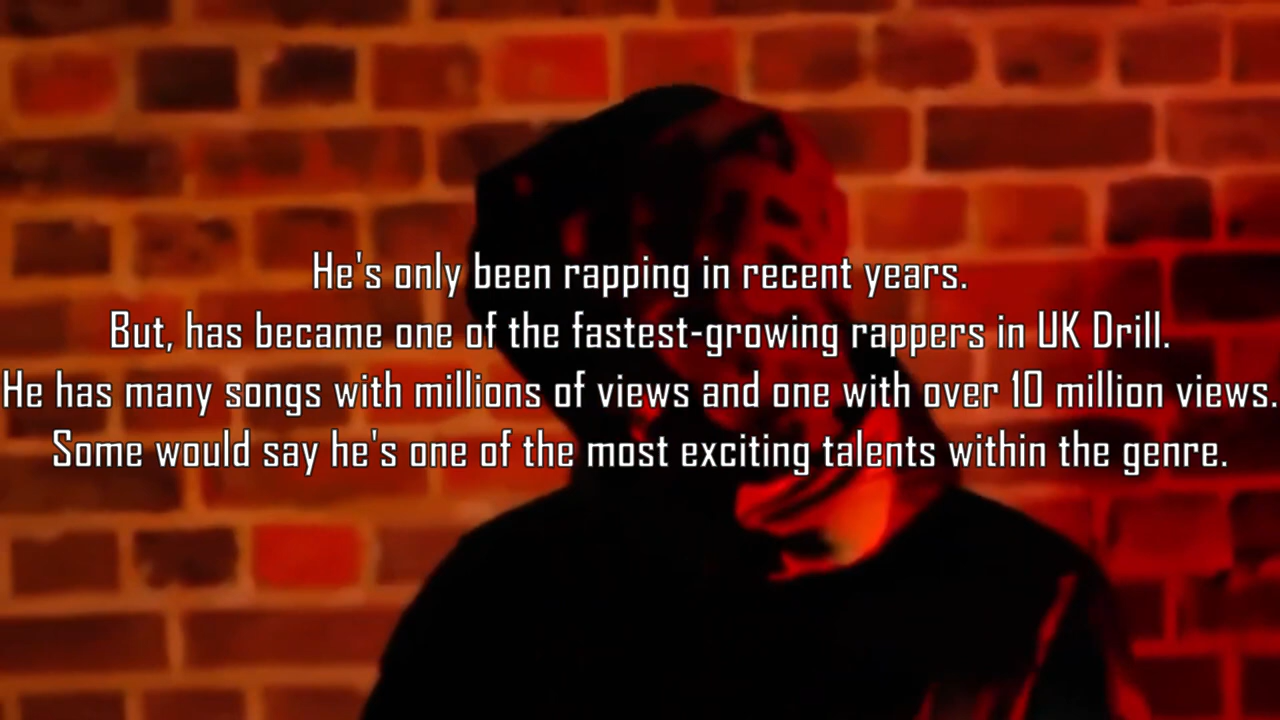 He's only been rapping in recent years.
But, has became one of the fastest-growing rappers in UK Drill.
He has many songs with millions of views and one with over 10 million views.
Some would say he's one of the most exciting talents within the genre.